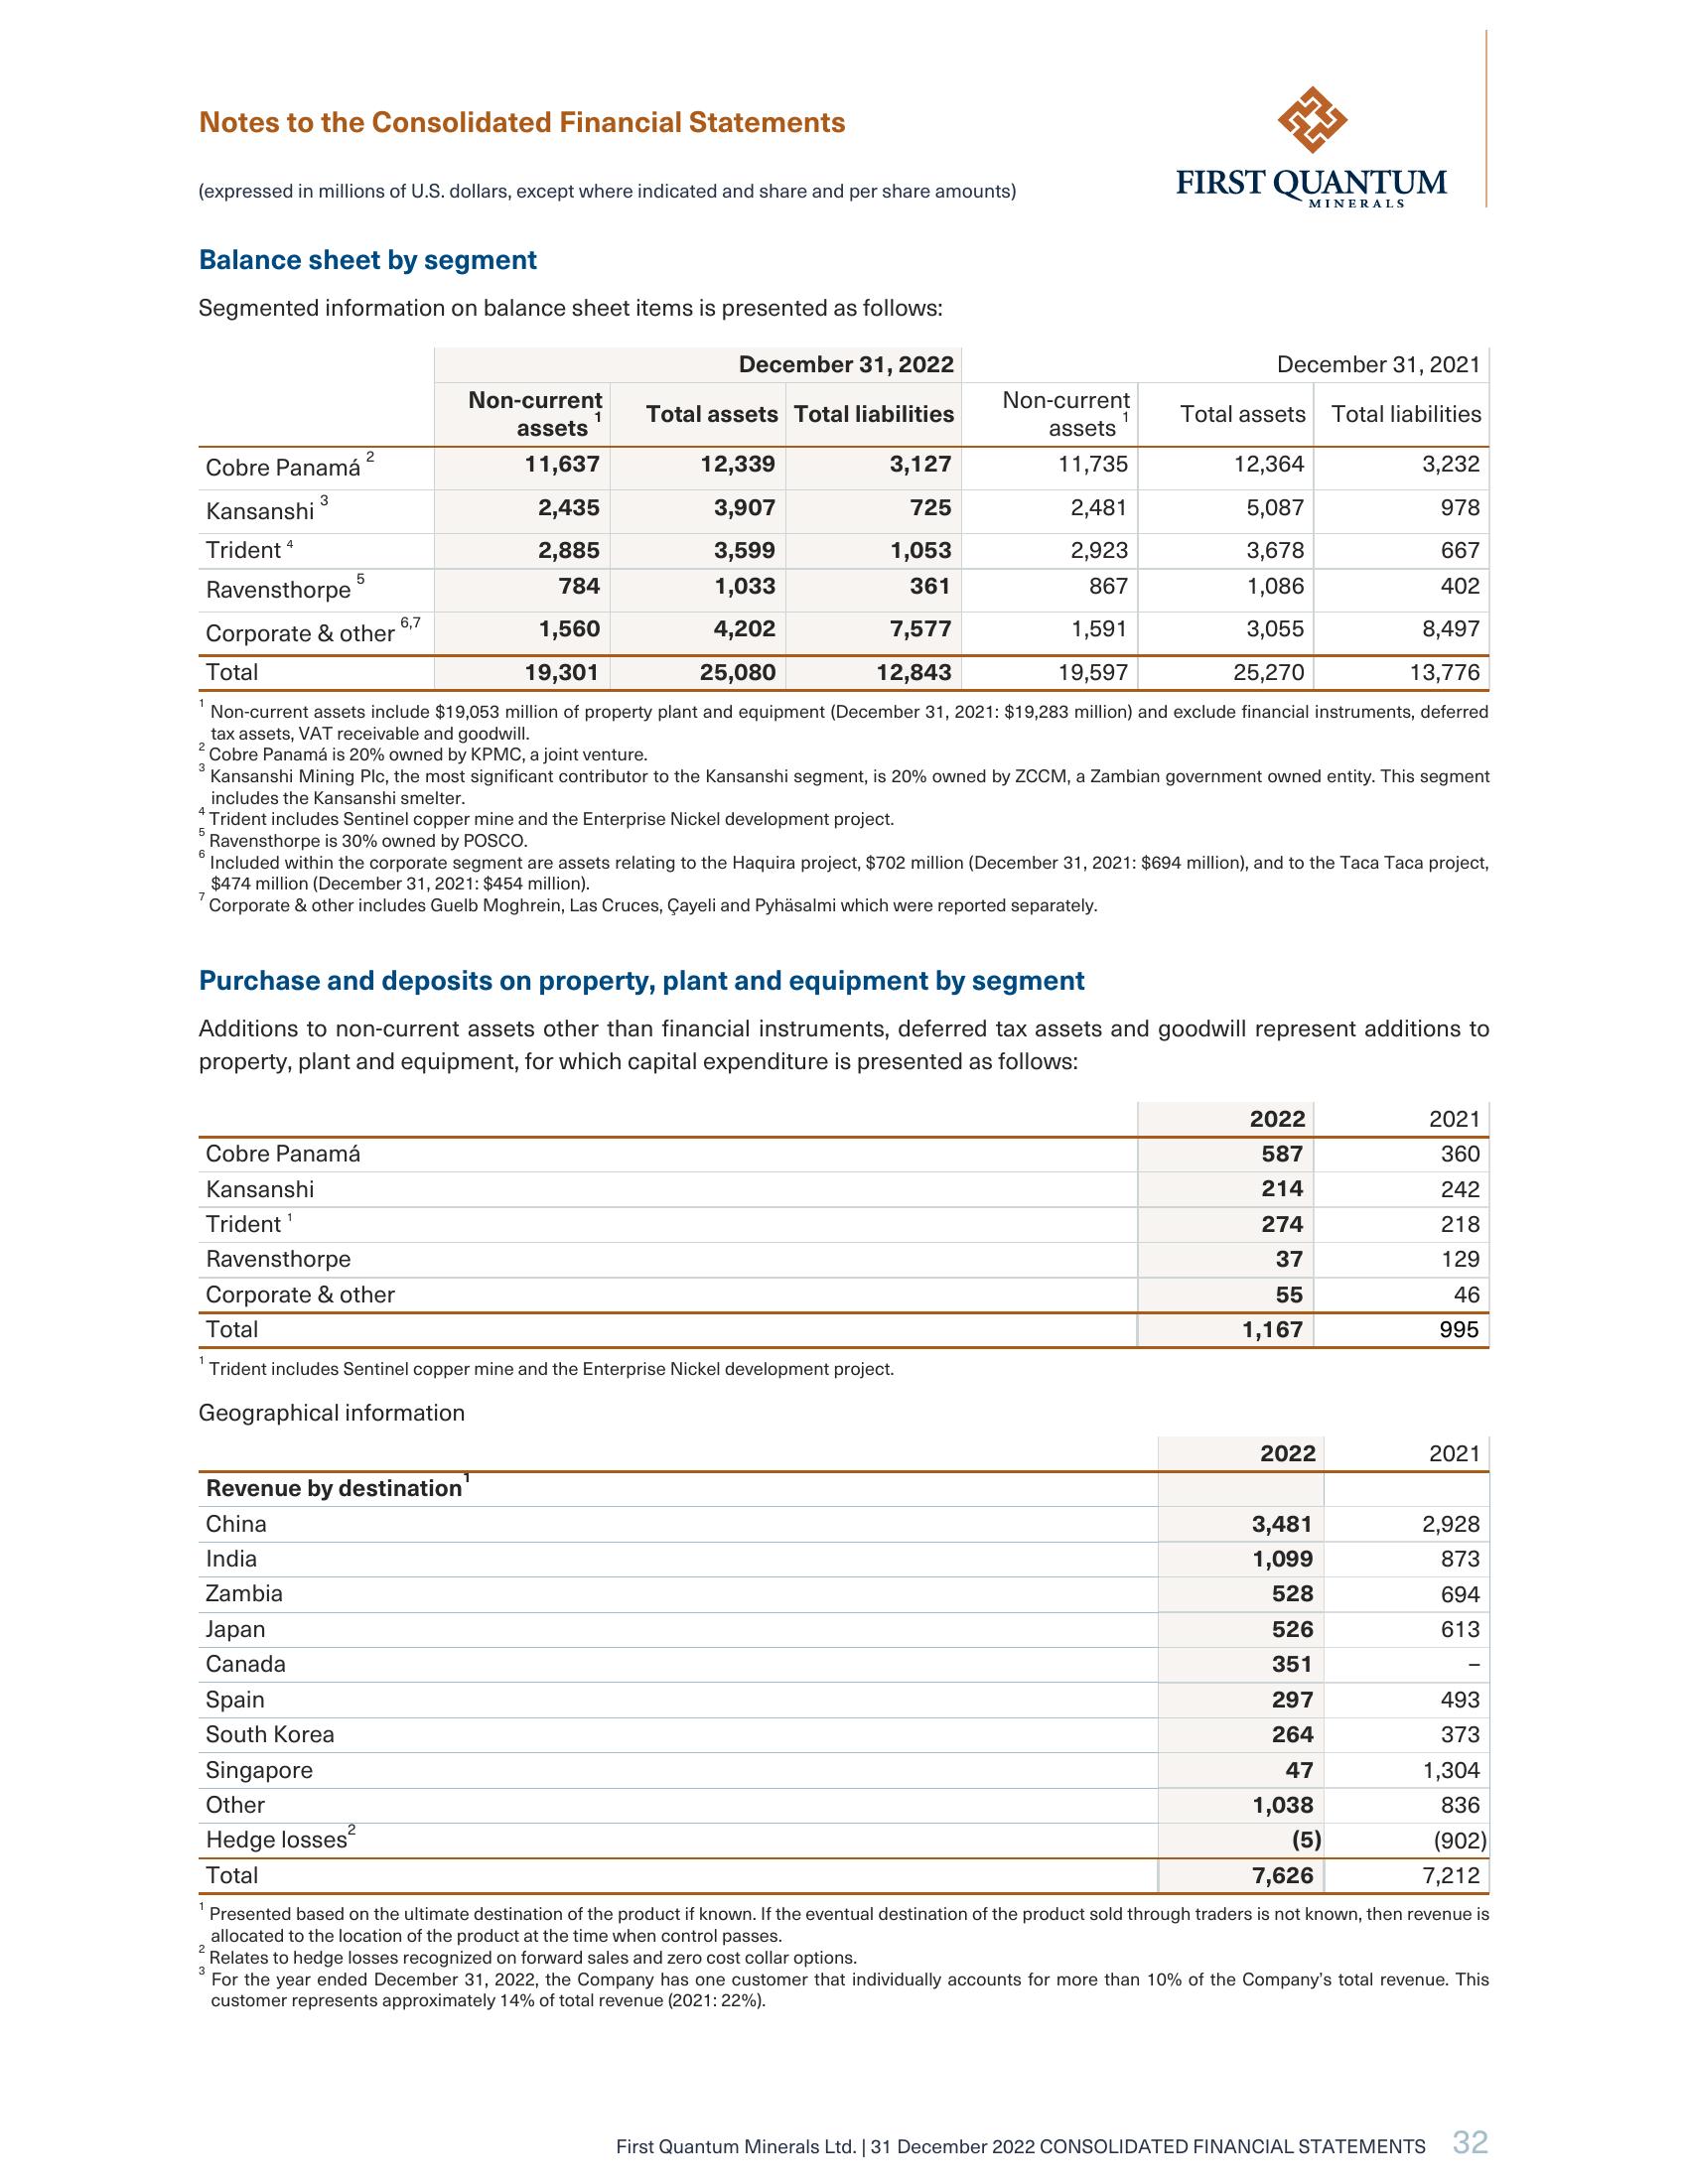 Notes to the Consolidated Financial Statements
FIRST QUANTUM
MINERALS
(expressed in millions of U.S. dollars, except where indicated and share and per share amounts)
Balance sheet by segment
Segmented information on balance sheet items is presented as follows:
December 31, 2022 December 31, 2021
Non-current assets 1 Total assets Total liabilities Non-current assets 1 Total assets Total liabilities
Cobre Panamá 2 11,637 12,339 3,127 11,735 12,364 3,232
Kansanshi 3 2,435 3,907 725 2,481 5,087 978
Trident 4 2,885 3,599 1,053 2,923 3,678 667
Ravensthorpe 5 784 1,033 361 867 1,086 402
Corporate & other 6,7 1,560 4,202 7,577 1,591 3,055 8,497
Total 19,301 25,080 12,843 19,597 25,270 13,776
1 Non-current assets include $19,053 million of property plant and equipment (December 31, 2021: $19,283 million) and exclude financial instruments, deferred
tax assets, VAT receivable and goodwill.
2 Cobre Panamá is 20% owned by KPMC, a joint venture.
3 Kansanshi Mining Plc, the most significant contributor to the Kansanshi segment, is 20% owned by ZCCM, a Zambian government owned entity. This segment
includes the Kansanshi smelter.
4 Trident includes Sentinel copper mine and the Enterprise Nickel development project.
5 Ravensthorpe is 30% owned by POSCO.
6 Included within the corporate segment are assets relating to the Haquira project, $702 million (December 31, 2021: $694 million), and to the Taca Taca project,
$474 million (December 31, 2021: $454 million).
7 Corporate & other includes Guelb Moghrein, Las Cruces, Çayeli and Pyhäsalmi which were reported separately.
Purchase and deposits on property, plant and equipment by segment
Additions to non-current assets other than financial instruments, deferred tax assets and goodwill represent additions to
property, plant and equipment, for which capital expenditure is presented as follows:
2022 2021
Cobre Panamá 587 360
Kansanshi 214 242
Trident 1 274 218
Ravensthorpe 37 129
Corporate & other 55 46
Total 1,167 995
1 Trident includes Sentinel copper mine and the Enterprise Nickel development project.
Geographical information
2022 2021
Revenue by destination1
China 3,481 2,928
India 1,099 873
Zambia 528 694
Japan 526 613
Canada 351 –
Spain 297 493
South Korea 264 373
Singapore 47 1,304
Other 1,038 836
Hedge losses2 (5) (902)
Total 7,626 7,212
1 Presented based on the ultimate destination of the product if known. If the eventual destination of the product sold through traders is not known, then revenue is
allocated to the location of the product at the time when control passes.
2 Relates to hedge losses recognized on forward sales and zero cost collar options.
3 For the year ended December 31, 2022, the Company has one customer that individually accounts for more than 10% of the Company's total revenue. This
customer represents approximately 14% of total revenue (2021: 22%).
First Quantum Minerals Ltd. | 31 December 2022 CONSOLIDATED FINANCIAL STATEMENTS 32